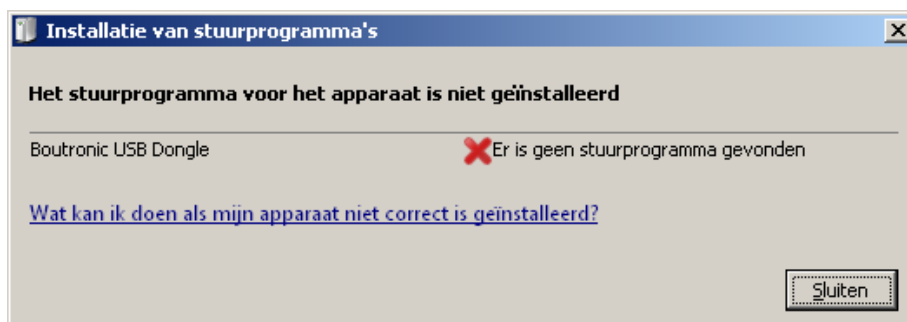 Installatie van stuurprogramma's
Het stuurprogramma voor het apparaat is niet geïnstalleerd
Boutronic USB Dongle
Er is geen stuurprogramma gevonden
Wat kan ik doen als mijn apparaat niet correct is geïnstalleerd?
Sluiten